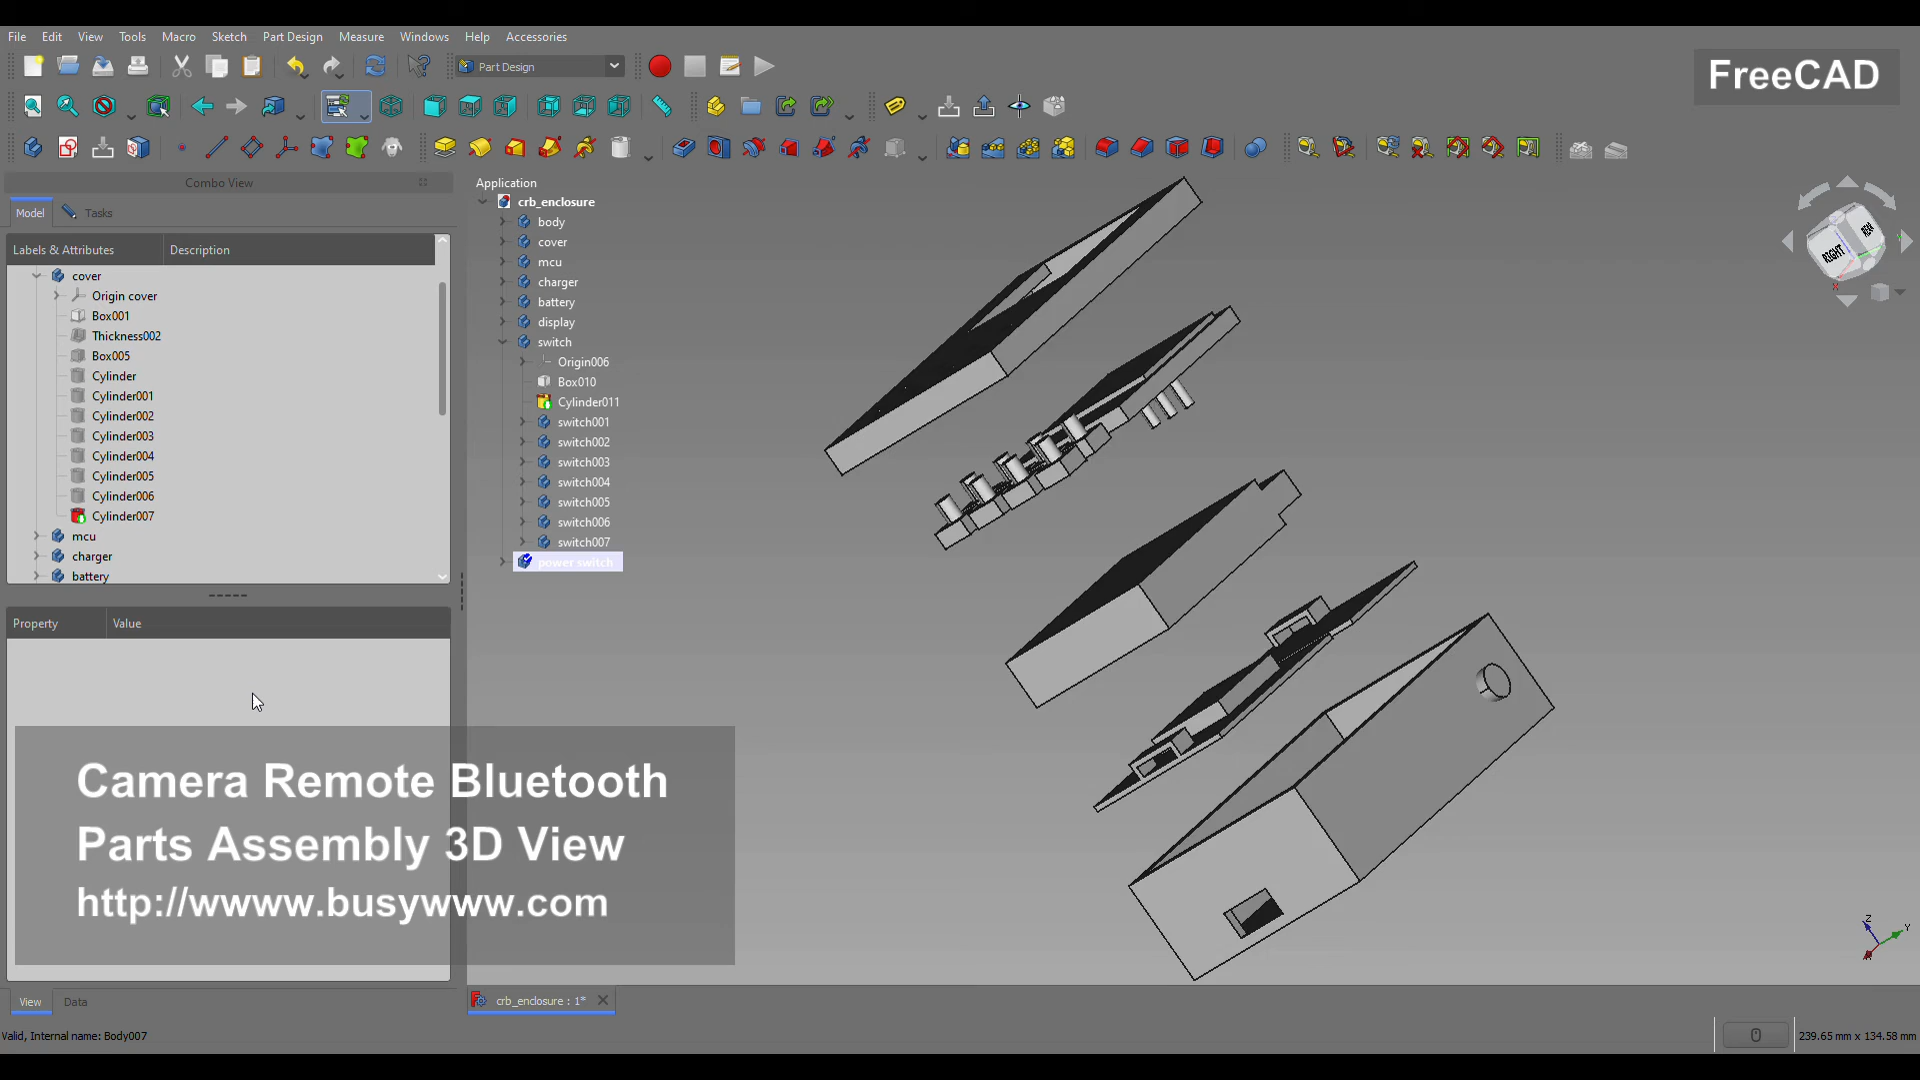 File Edit View Tools Macro Sketch Part Design Measure Windows Help Accessories
FreeCAD
Part Design
Combo View
Model Tasks
Labels & Attributes Description
cover
Origin cover
Box001
Thickness002
Box005
Cylinder
Cylinder001
Cylinder002
Cylinder003
Cylinder004
Cylinder005
Cylinder006
Cylinder007
mcu
charger
battery
Property Value
Application
crb_enclosure
body
cover
mcu
charger
battery
display
switch
Origin006
Box010
Cylinder011
switch001
switch002
switch003
switch004
switch005
switch006
switch007
power switch
RIGHT
REAR
Camera Remote Bluetooth
Parts Assembly 3D View
http://wwww.busywww.com
Z
Y
X
View Data
crb_enclosure : 1*
Valid, Internal name: Body007
239.65 mm x 134.58 mm